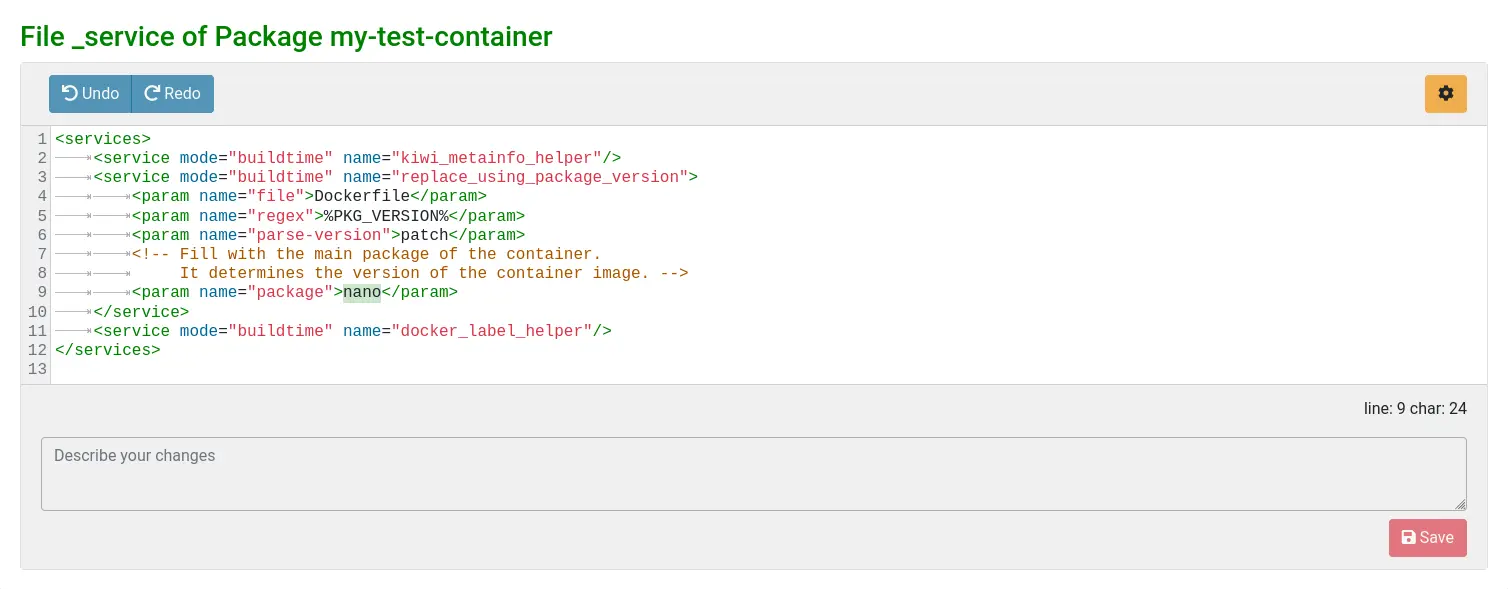 File _service of Package my-test-container
Undo Redo
1 <services>
2 <service mode="buildtime" name="kiwi_metainfo_helper"/>
3 <service mode="buildtime" name="replace_using_package_version">
4 <param name="file">Dockerfile</param>
5 <param name="regex">%PKG_VERSION%</param>
6 <param name="parse-version">patch</param>
7 <!-- Fill with the main package of the container.
8 It determines the version of the container image. -->
9 <param name="package">nano</param>
10 </service>
11 <service mode="buildtime" name="docker_label_helper"/>
12 </services>
13
line: 9 char: 24
Describe your changes
Save